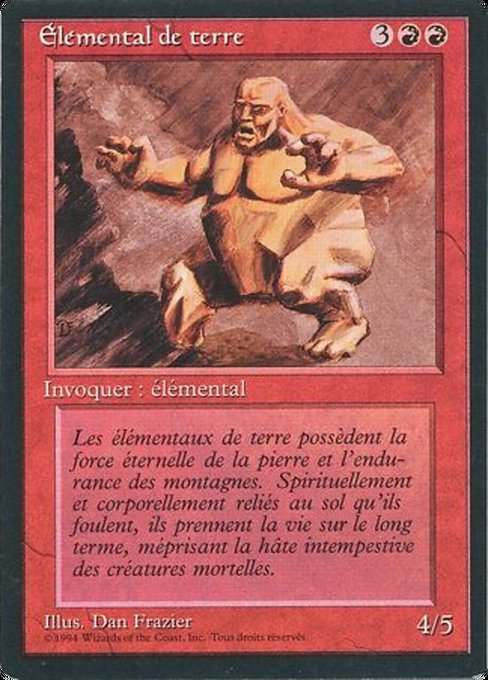 Élémental de terre 3
Invoquer : élémental
Les élémentaux de terre possèdent la
force éternelle de la pierre et l'endu-
rance des montagnes. Spirituellement
et corporellement reliés au sol qu'ils
foulent, ils prennent la vie sur le long
terme, méprisant la hâte intempestive
des créatures mortelles.
Illus. Dan Frazier
4/5
©1994 Wizards of the Coast, Inc. Tous droits réservés.